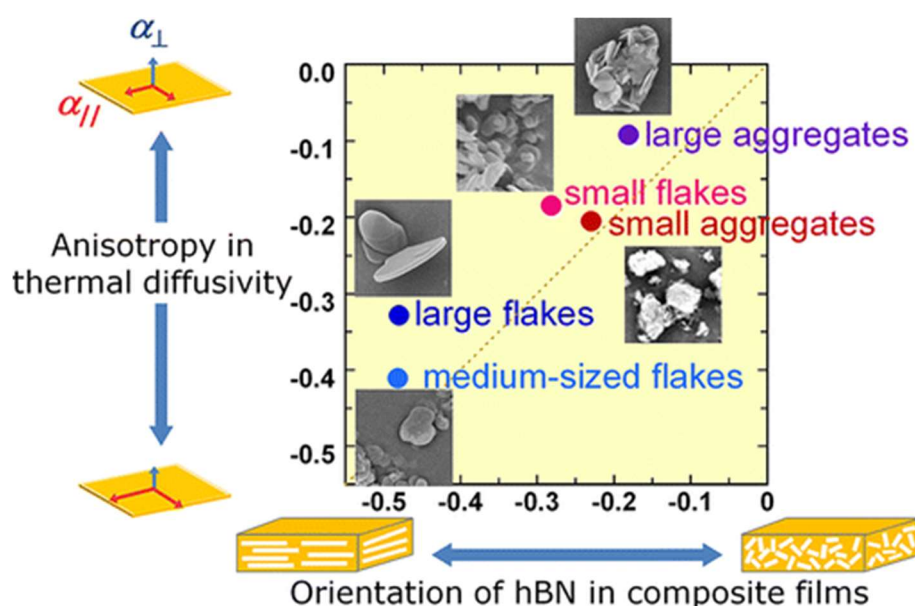 α⊥
α//
0.0
-0.1
-0.2
-0.3
-0.4
-0.5
Anisotropy in
thermal diffusivity
large aggregates
small flakes
small aggregates
large flakes
medium-sized flakes
-0.5 -0.4 -0.3 -0.2 -0.1 0
Orientation of hBN in composite films